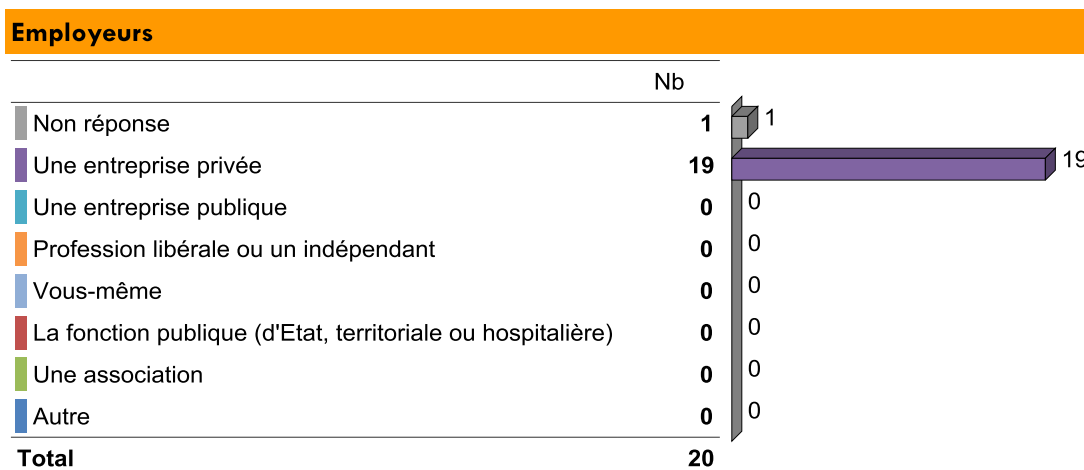 Employeurs
Nb
Non réponse 1 1
Une entreprise privée 19 19
Une entreprise publique 0 0
Profession libérale ou un indépendant 0 0
Vous-même 0 0
La fonction publique (d'Etat, territoriale ou hospitalière) 0 0
Une association 0 0
Autre 0 0
Total 20